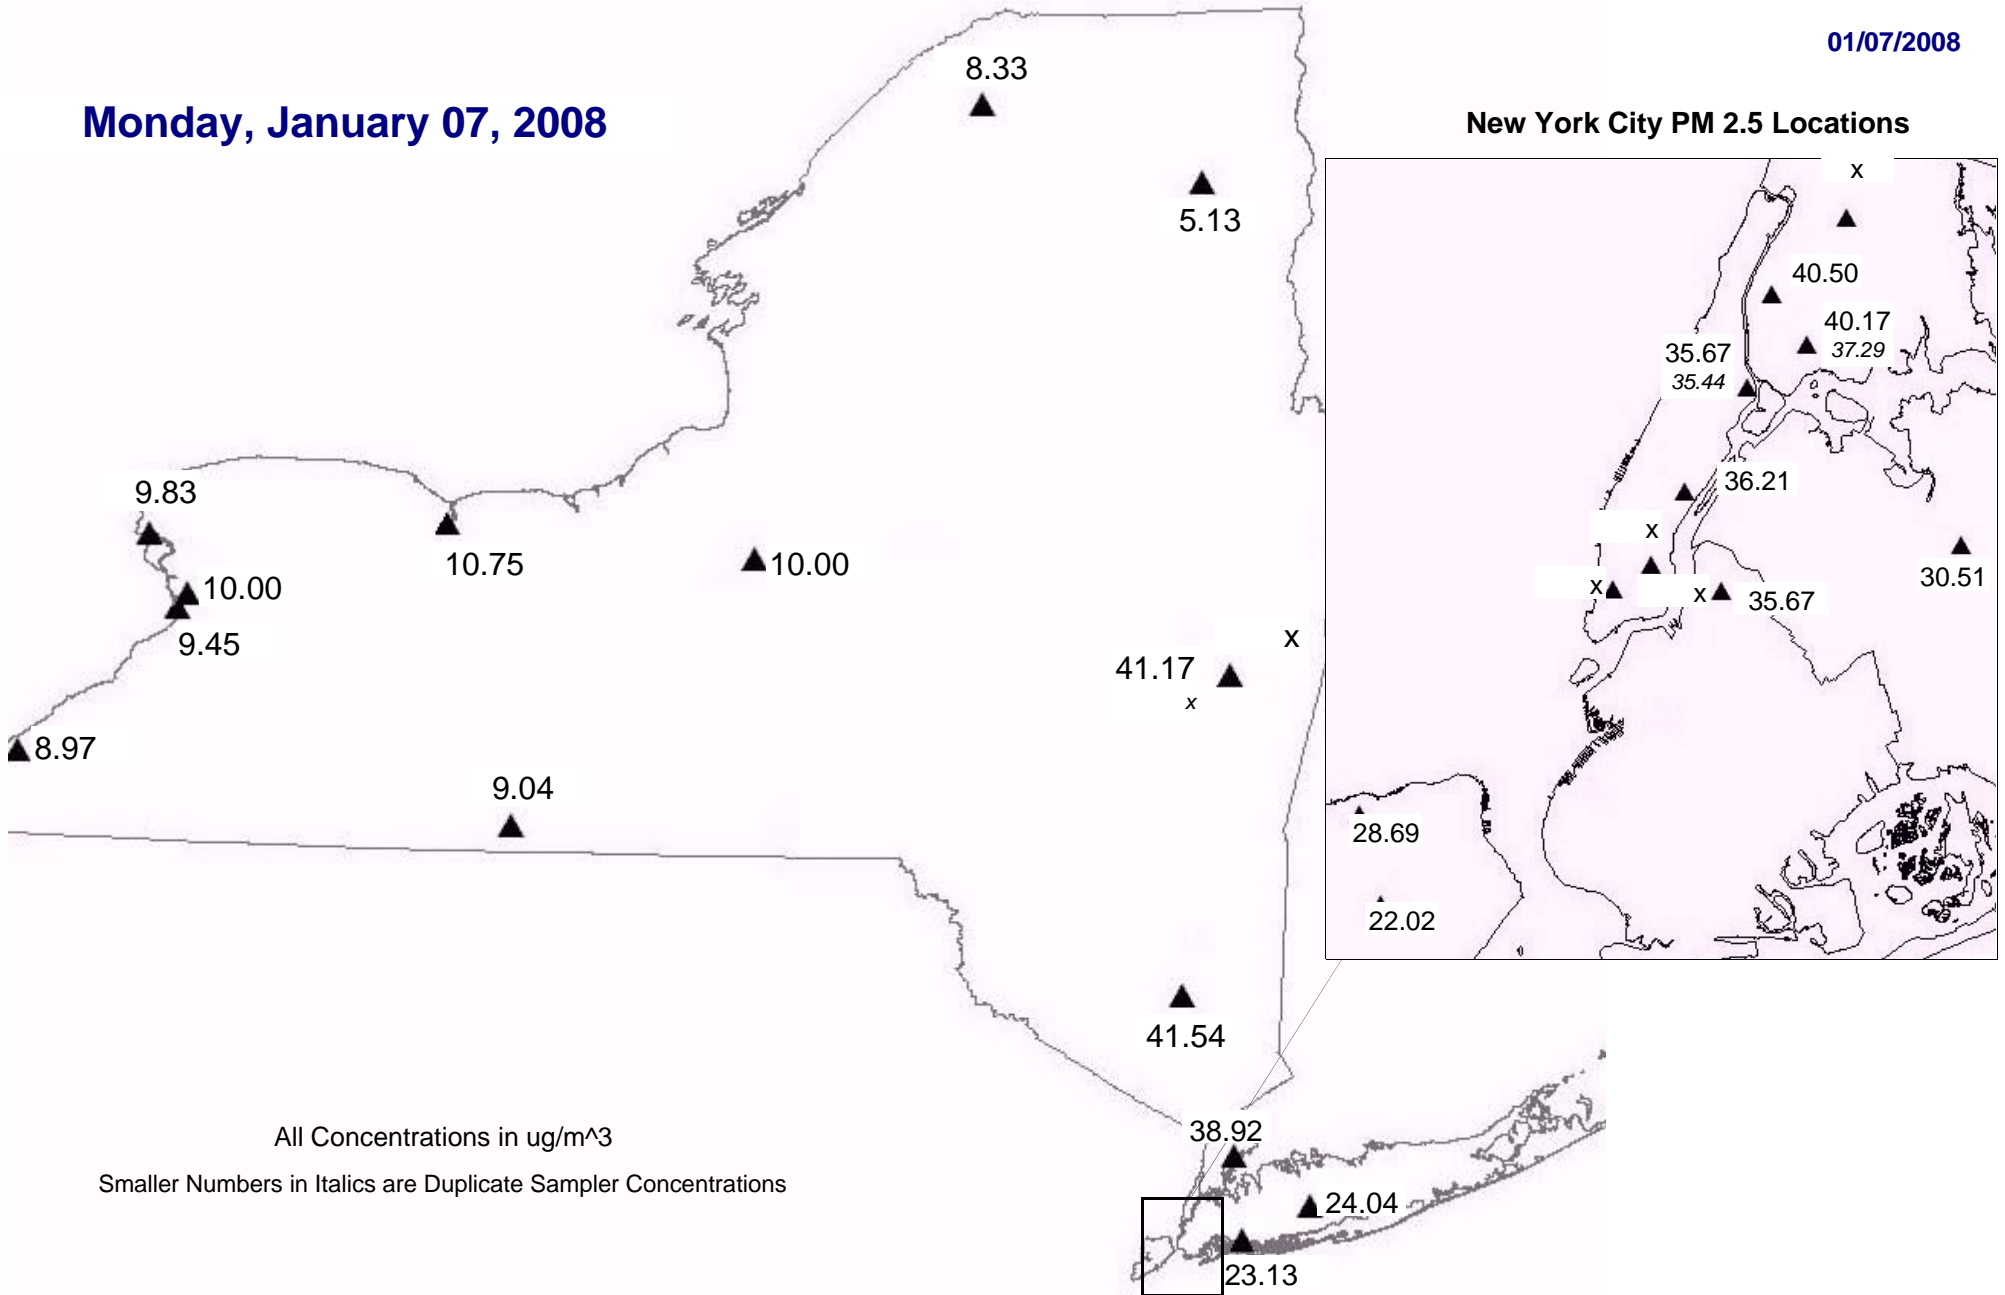 01/07/2008
Monday, January 07, 2008
8.33
5.13
9.83
10.75
10.00
10.00
9.45
x
41.17
x
8.97
9.04
41.54
38.92
24.04
23.13
All Concentrations in ug/m^3
Smaller Numbers in Italics are Duplicate Sampler Concentrations
New York City PM 2.5 Locations
x
40.50
40.17
37.29
35.67
35.44
36.21
x
x
x
35.67
30.51
28.69
22.02